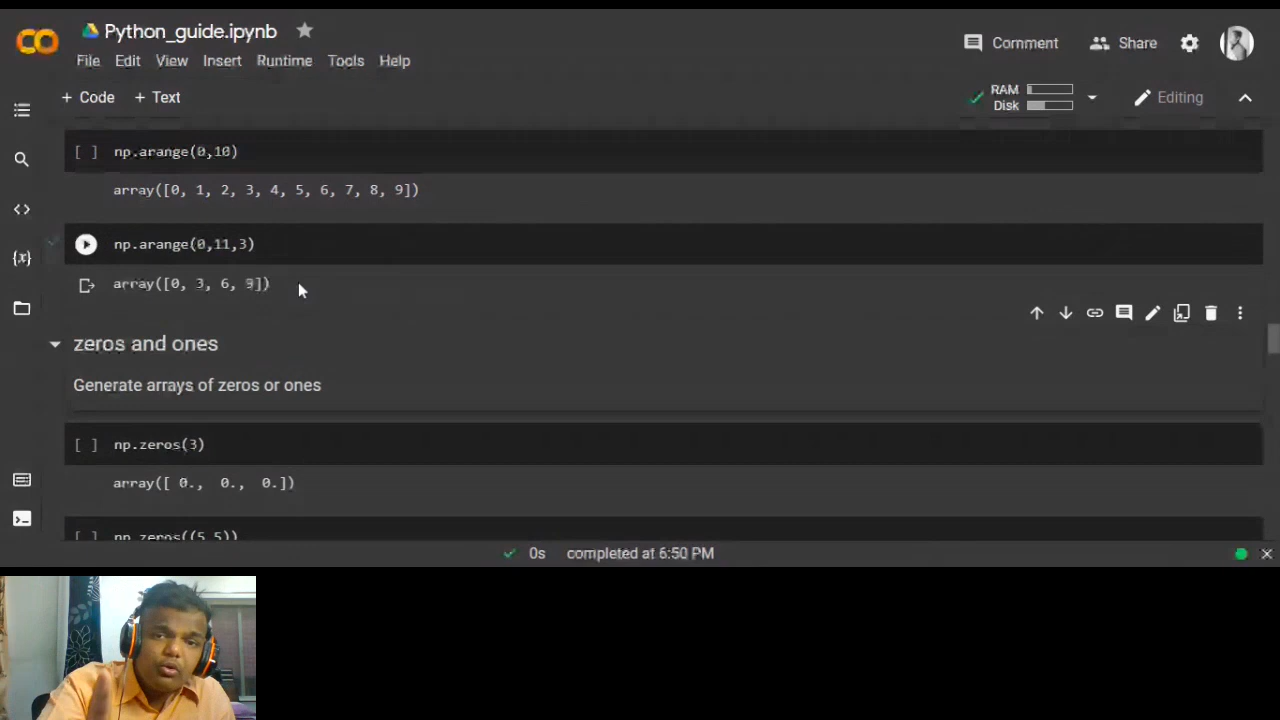 Python_guide.ipynb
Comment Share
File Edit View Insert Runtime Tools Help
+ Code + Text
RAM
Disk
Editing
[ ] np.arange(0,10)
array([0, 1, 2, 3, 4, 5, 6, 7, 8, 9])
np.arange(0,11,3)
array([0, 3, 6, 9])
zeros and ones
Generate arrays of zeros or ones
[ ] np.zeros(3)
array([ 0., 0., 0.])
[ ] np.zeros((5,5))
0s completed at 6:50 PM